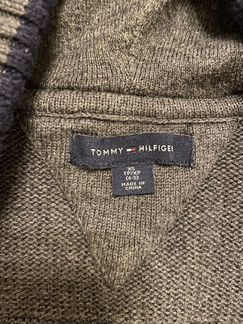 TOMMY HILFIGER
XS
TP/XP
(4-5)
MADE IN
CHINA